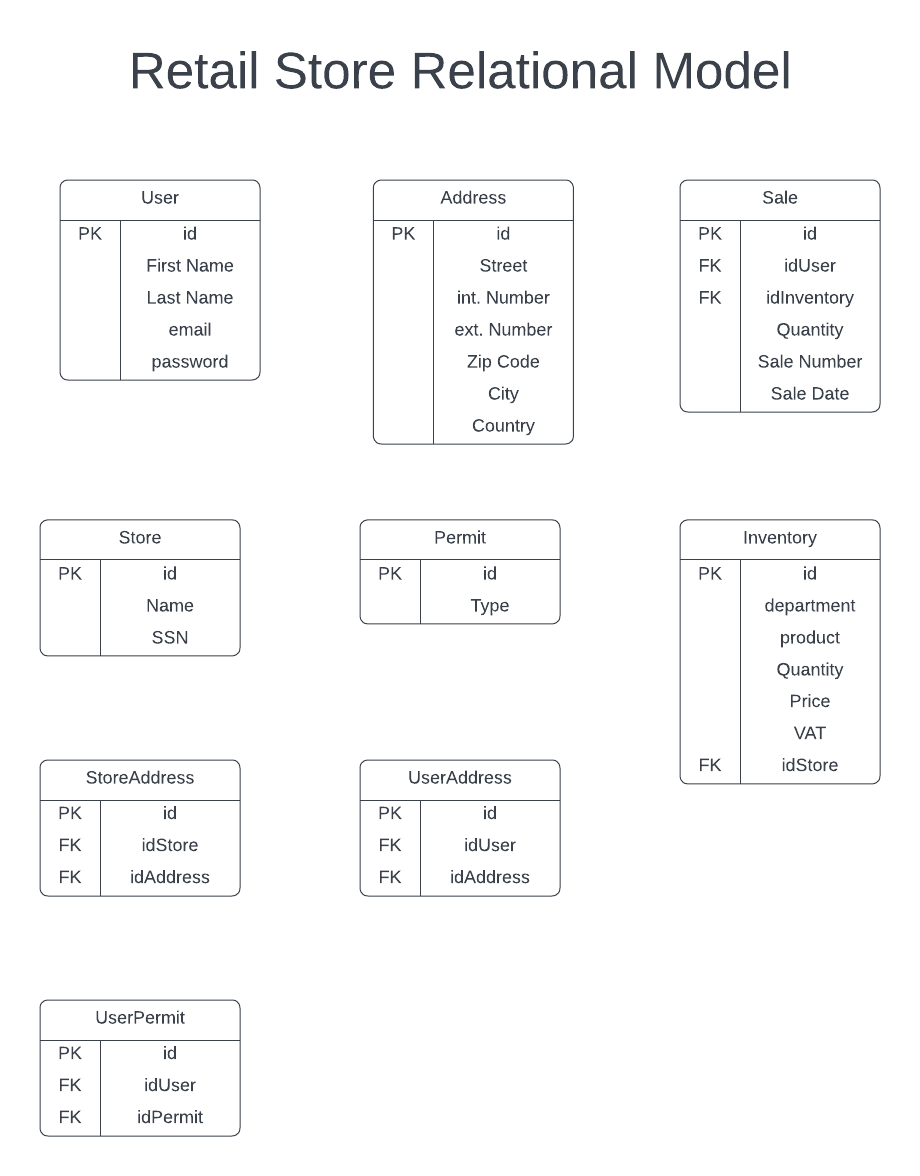 Retail Store Relational Model
User
PK id
First Name
Last Name
email
password
Address
PK id
Street
int. Number
ext. Number
Zip Code
City
Country
Sale
PK id
FK idUser
FK idInventory
Quantity
Sale Number
Sale Date
Store
PK id
Name
SSN
Permit
PK id
Type
Inventory
PK id
department
product
Quantity
Price
VAT
FK idStore
StoreAddress
PK id
FK idStore
FK idAddress
UserAddress
PK id
FK idUser
FK idAddress
UserPermit
PK id
FK idUser
FK idPermit